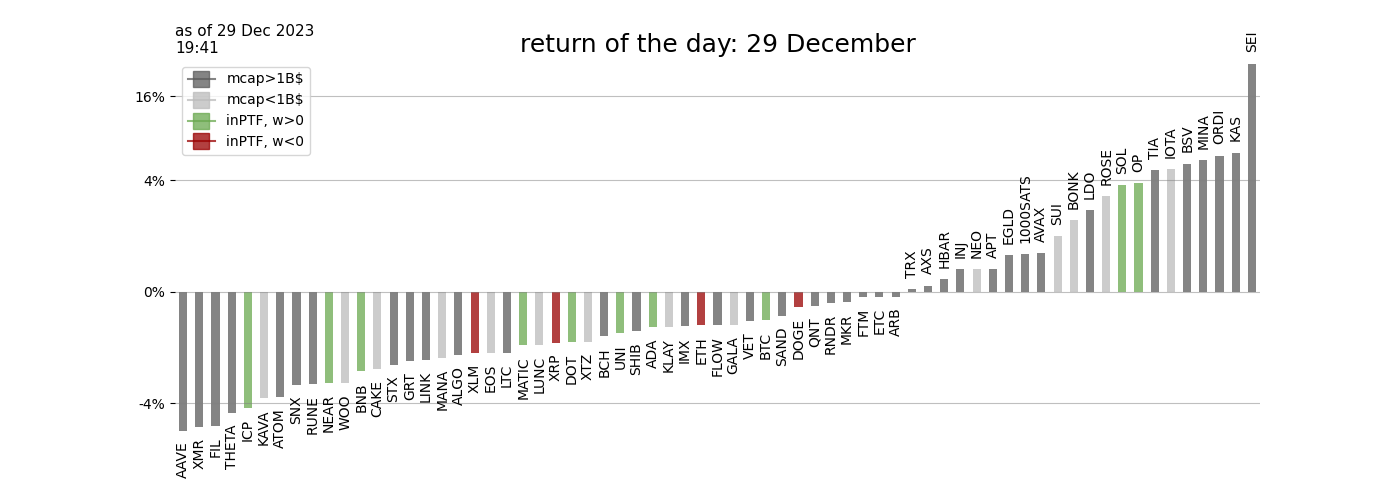 as of 29 Dec 2023
19:41
return of the day: 29 December
mcap>1B$
mcap<1B$
inPTF, w>0
inPTF, w<0
16%
4%
0%
-4%
AAVE
XMR
FIL
THETA
ICP
KAVA
ATOM
SNX
RUNE
NEAR
WOO
BNB
CAKE
STX
GRT
LINK
MANA
ALGO
XLM
EOS
LTC
MATIC
LUNC
XRP
DOT
XTZ
BCH
UNI
SHIB
ADA
KLAY
IMX
ETH
FLOW
GALA
VET
BTC
SAND
DOGE
QNT
RNDR
MKR
FTM
ETC
ARB
TRX
AXS
HBAR
INJ
NEO
APT
EGLD
1000SATS
AVAX
SUI
BONK
LDO
ROSE
SOL
OP
TIA
IOTA
BSV
MINA
ORDI
KAS
SEI